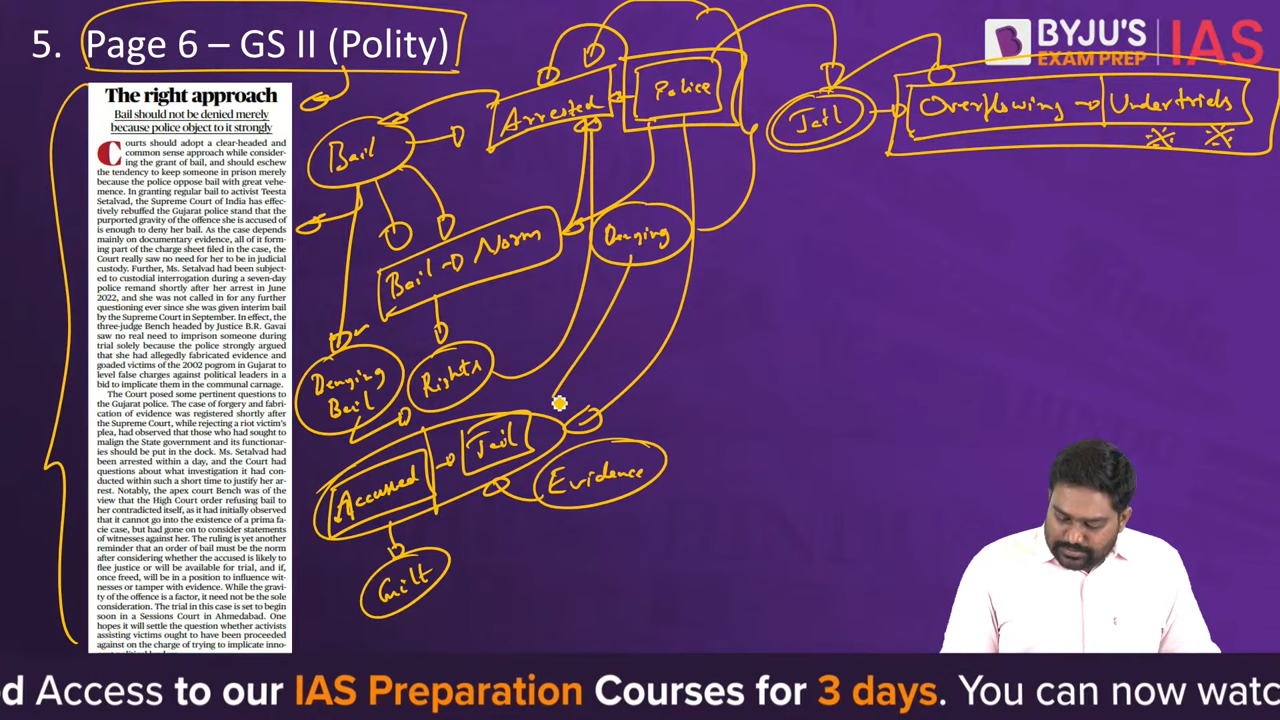 5. Page 6 – GS II (Polity)
BYJU'S
EXAM PREP
IAS
The right approach
Bail should not be denied merely
because police object to it strongly
Courts should adopt a clear-headed and
common sense approach while consider-
ing the grant of bail, and should eschew
the tendency to keep someone in prison merely
because the police oppose bail with great vehe-
mence. In granting regular bail to activist Teesta
Setalvad, the Supreme Court of India has effec-
tively rebuffed the Gujarat police stand that the
purported gravity of the offence she is accused of
is enough to deny her bail. As the case depends
mainly on documentary evidence, all of it form-
ing part of the charge sheet filed in the case, the
Court really saw no need for her to be in judicial
custody. Further, Ms. Setalvad had been subject-
ed to custodial interrogation during a seven-day
police remand shortly after her arrest in June
2022, and she was not called in for any further
questioning ever since she was given interim bail
by the Supreme Court in September. In effect, the
three-judge Bench headed by Justice B.R. Gavai
saw no real need to imprison someone during
trial solely because the police strongly argued
that she had allegedly fabricated evidence and
goaded victims of the 2002 pogrom in Gujarat to
level false charges against political leaders in a
bid to implicate them in the communal carnage.
The Court posed some pertinent questions to
the Gujarat police. The case of forgery and fabri-
cation of evidence was registered shortly after
the Supreme Court, while rejecting a riot victim's
plea, had observed that those who had sought to
malign the State government and its functionar-
ies should be put in the dock. Ms. Setalvad had
been arrested within a day, and the Court had
questions about what investigation it had con-
ducted within such a short time to justify her ar-
rest. Notably, the apex court Bench was of the
view that the High Court order refusing bail to
her contradicted itself, as it had initially observed
that it cannot go into the existence of a prima fa-
cie case, but had gone on to consider statements
of witnesses against her. The ruling is yet another
reminder that an order of bail must be the norm
after considering whether the accused is likely to
flee justice or will be available for trial, and if,
once freed, will be in a position to influence wit-
nesses or tamper with evidence. While the gravi-
ty of the offence is a factor, it need not be the sole
consideration. The trial in this case is set to begin
soon in a Sessions Court in Ahmedabad. One
hopes it will settle the question whether activists
assisting victims ought to have been proceeded
against on the charge of trying to implicate inno-
Bail
Arrested
Police
Jail
Overflowing → Undertrials
Bail → Norm
Denying
Denying
Bail
Rights
Accused → Jail
Evidence
Guilt
d Access to our IAS Preparation Courses for 3 days. You can now watc